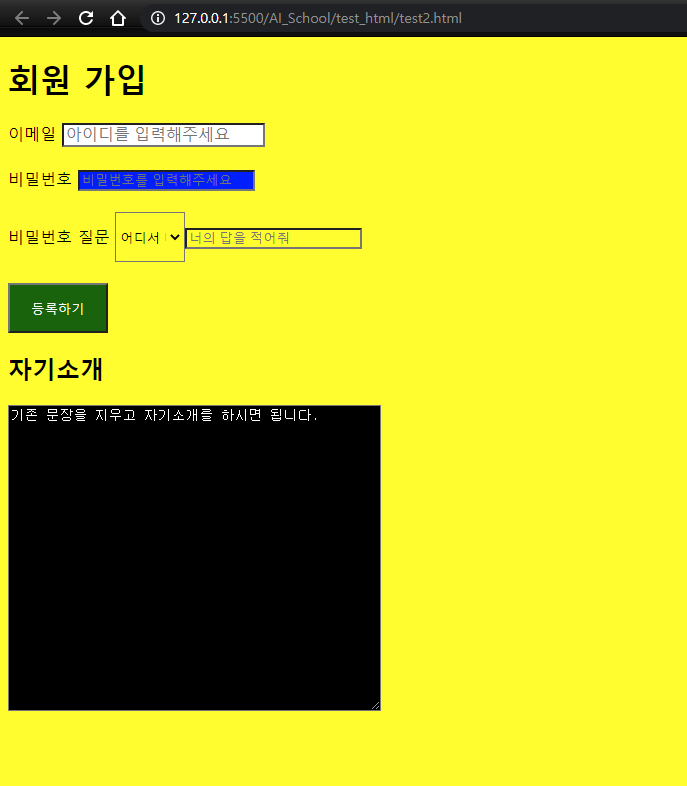 127.0.0.1:5500/AI_School/test_html/test2.html
회원 가입
이메일 아이디를 입력해주세요
비밀번호 비밀번호를 입력해주세요
비밀번호 질문 어디서 너의 답을 적어줘
등록하기
자기소개
기존 문장을 지우고 자기소개를 하시면 됩니다.